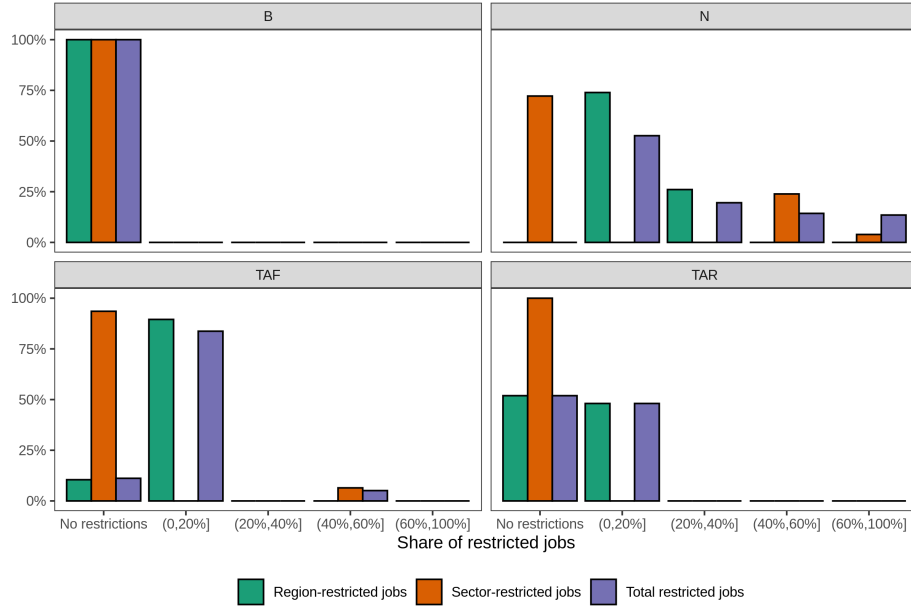 B
N
100%
75%
50%
25%
0%
TAF
TAR
100%
75%
50%
25%
0%
No restrictions (0,20%] (20%,40%] (40%,60%] (60%,100%] No restrictions (0,20%] (20%,40%] (40%,60%] (60%,100%]
Share of restricted jobs
Region-restricted jobs Sector-restricted jobs Total restricted jobs